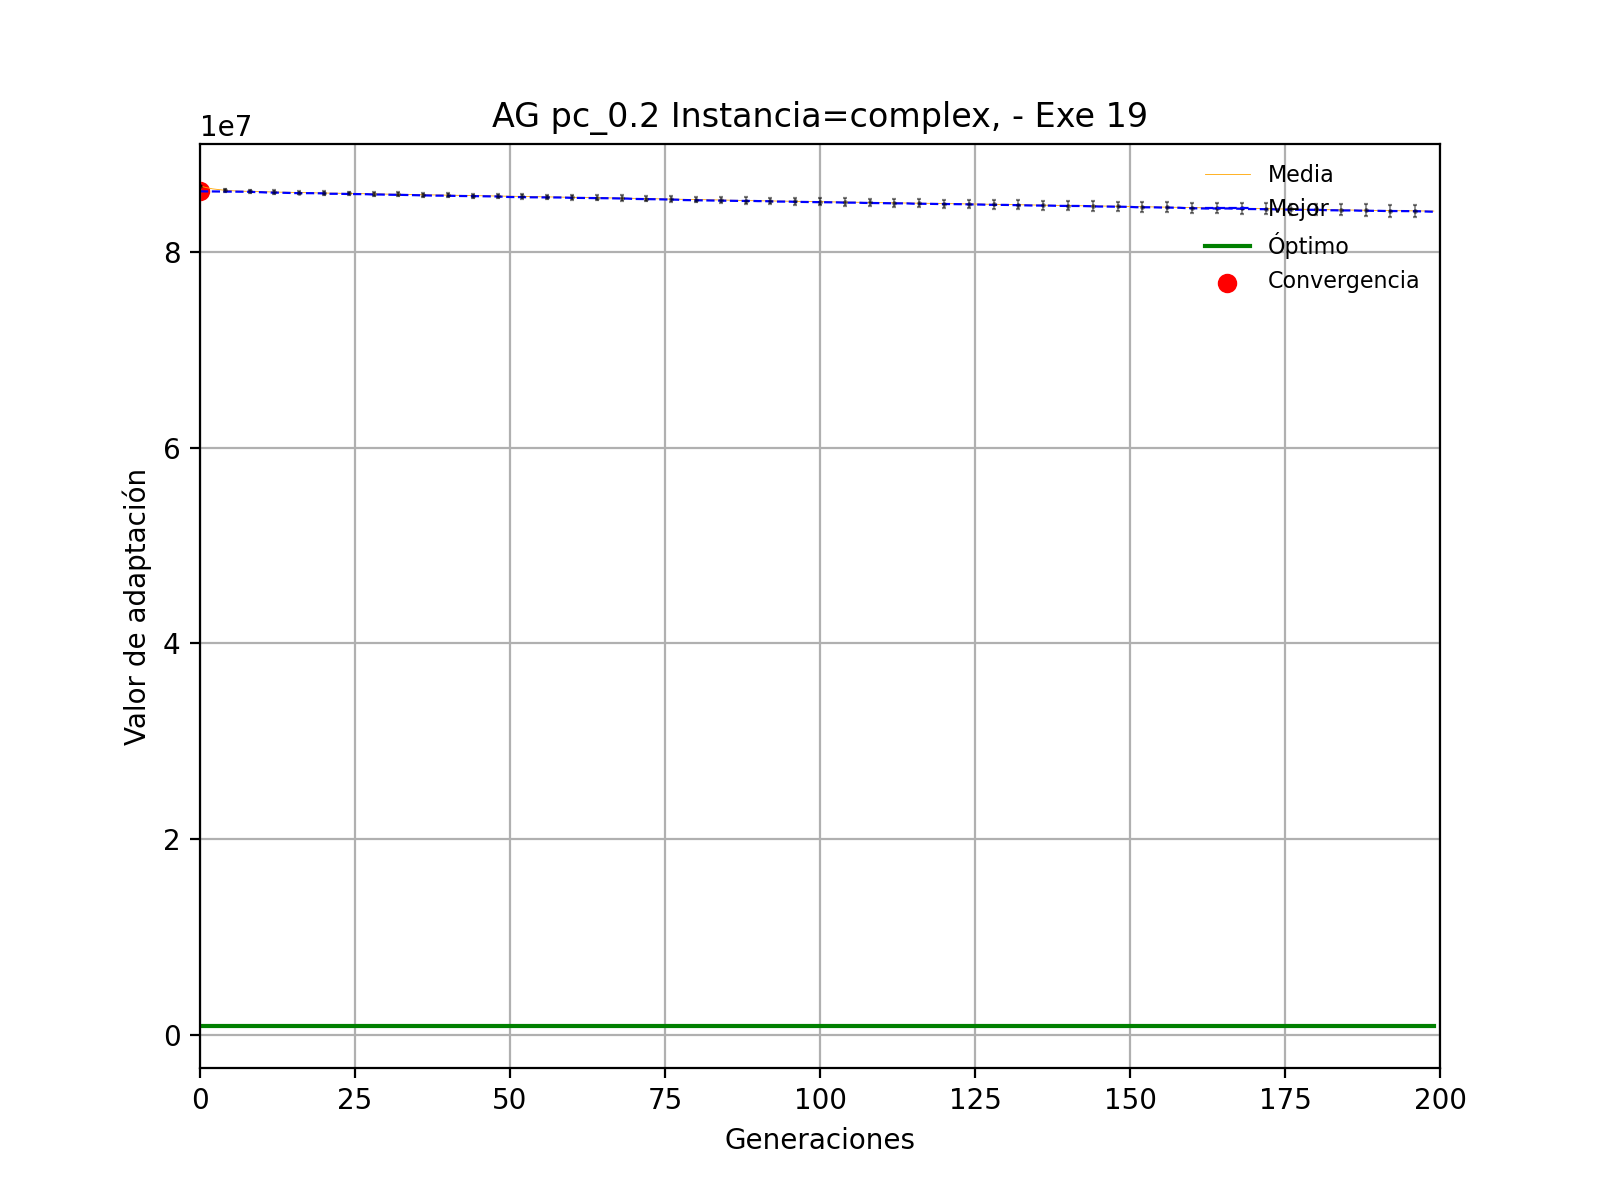 AG pc_0.2 Instancia=complex, - Exe 19
1e7
Media
Mejor
Óptimo
Convergencia
8
6
4
2
0
Valor de adaptación
0 25 50 75 100 125 150 175 200
Generaciones